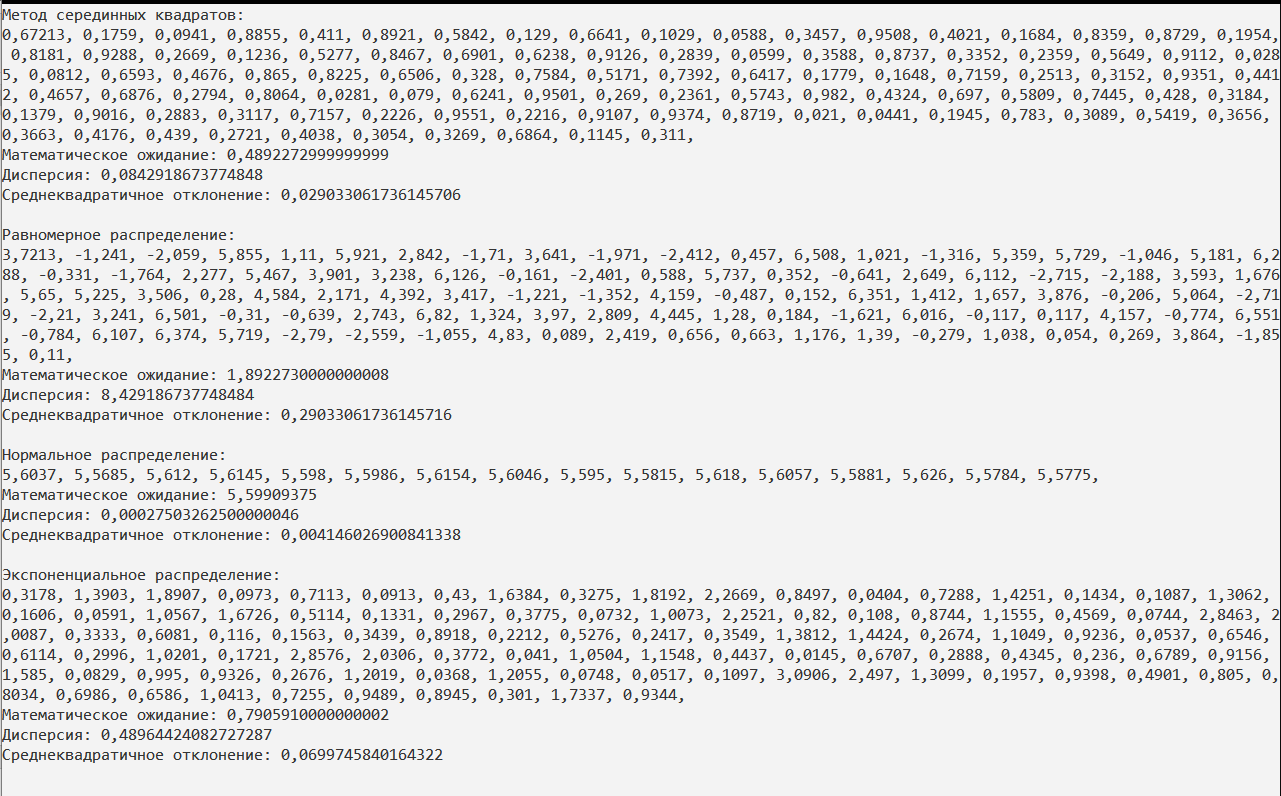 Метод серединных квадратов:
0,67213, 0,1759, 0,0941, 0,8855, 0,411, 0,8921, 0,5842, 0,129, 0,6641, 0,1029, 0,0588, 0,3457, 0,9508, 0,4021, 0,1684, 0,8359, 0,8729, 0,1954,
0,8181, 0,9288, 0,2669, 0,1236, 0,5277, 0,8467, 0,6901, 0,6238, 0,9126, 0,2839, 0,0599, 0,3588, 0,8737, 0,3352, 0,2359, 0,5649, 0,9112, 0,028
5, 0,0812, 0,6593, 0,4676, 0,865, 0,8225, 0,6506, 0,328, 0,7584, 0,5171, 0,7392, 0,6417, 0,1779, 0,1648, 0,7159, 0,2513, 0,3152, 0,9351, 0,441
2, 0,4657, 0,6876, 0,2794, 0,8064, 0,0281, 0,079, 0,6241, 0,9501, 0,269, 0,2361, 0,5743, 0,982, 0,4324, 0,697, 0,5809, 0,7445, 0,428, 0,3184,
0,1379, 0,9016, 0,2883, 0,3117, 0,7157, 0,2226, 0,9551, 0,2216, 0,9107, 0,9374, 0,8719, 0,021, 0,0441, 0,1945, 0,783, 0,3089, 0,5419, 0,3656,
0,3663, 0,4176, 0,439, 0,2721, 0,4038, 0,3054, 0,3269, 0,6864, 0,1145, 0,311,
Математическое ожидание: 0,4892272999999999
Дисперсия: 0,0842918673774848
Среднеквадратичное отклонение: 0,029033061736145706
Равномерное распределение:
3,7213, -1,241, -2,059, 5,855, 1,11, 5,921, 2,842, -1,71, 3,641, -1,971, -2,412, 0,457, 6,508, 1,021, -1,316, 5,359, 5,729, -1,046, 5,181, 6,2
88, -0,331, -1,764, 2,277, 5,467, 3,901, 3,238, 6,126, -0,161, -2,401, 0,588, 5,737, 0,352, -0,641, 2,649, 6,112, -2,715, -2,188, 3,593, 1,676
, 5,65, 5,225, 3,506, 0,28, 4,584, 2,171, 4,392, 3,417, -1,221, -1,352, 4,159, -0,487, 0,152, 6,351, 1,412, 1,657, 3,876, -0,206, 5,064, -2,71
9, -2,21, 3,241, 6,501, -0,31, -0,639, 2,743, 6,82, 1,324, 3,97, 2,809, 4,445, 1,28, 0,184, -1,621, 6,016, -0,117, 0,117, 4,157, -0,774, 6,551
, -0,784, 6,107, 6,374, 5,719, -2,79, -2,559, -1,055, 4,83, 0,089, 2,419, 0,656, 0,663, 1,176, 1,39, -0,279, 1,038, 0,054, 0,269, 3,864, -1,85
5, 0,11,
Математическое ожидание: 1,8922730000000008
Дисперсия: 8,429186737748484
Среднеквадратичное отклонение: 0,29033061736145716
Нормальное распределение:
5,6037, 5,5685, 5,612, 5,6145, 5,598, 5,5986, 5,6154, 5,6046, 5,595, 5,5815, 5,618, 5,6057, 5,5881, 5,626, 5,5784, 5,5775,
Математическое ожидание: 5,59909375
Дисперсия: 0,00027503262500000046
Среднеквадратичное отклонение: 0,004146026900841338
Экспоненциальное распределение:
0,3178, 1,3903, 1,8907, 0,0973, 0,7113, 0,0913, 0,43, 1,6384, 0,3275, 1,8192, 2,2669, 0,8497, 0,0404, 0,7288, 1,4251, 0,1434, 0,1087, 1,3062,
0,1606, 0,0591, 1,0567, 1,6726, 0,5114, 0,1331, 0,2967, 0,3775, 0,0732, 1,0073, 2,2521, 0,82, 0,108, 0,8744, 1,1555, 0,4569, 0,0744, 2,8463, 2
,0087, 0,3333, 0,6081, 0,116, 0,1563, 0,3439, 0,8918, 0,2212, 0,5276, 0,2417, 0,3549, 1,3812, 1,4424, 0,2674, 1,1049, 0,9236, 0,0537, 0,6546,
0,6114, 0,2996, 1,0201, 0,1721, 2,8576, 2,0306, 0,3772, 0,041, 1,0504, 1,1548, 0,4437, 0,0145, 0,6707, 0,2888, 0,4345, 0,236, 0,6789, 0,9156,
1,585, 0,0829, 0,995, 0,9326, 0,2676, 1,2019, 0,0368, 1,2055, 0,0748, 0,0517, 0,1097, 3,0906, 2,497, 1,3099, 0,1957, 0,9398, 0,4901, 0,805, 0,
8034, 0,6986, 0,6586, 1,0413, 0,7255, 0,9489, 0,8945, 0,301, 1,7337, 0,9344,
Математическое ожидание: 0,7905910000000002
Дисперсия: 0,48964424082727287
Среднеквадратичное отклонение: 0,0699745840164322